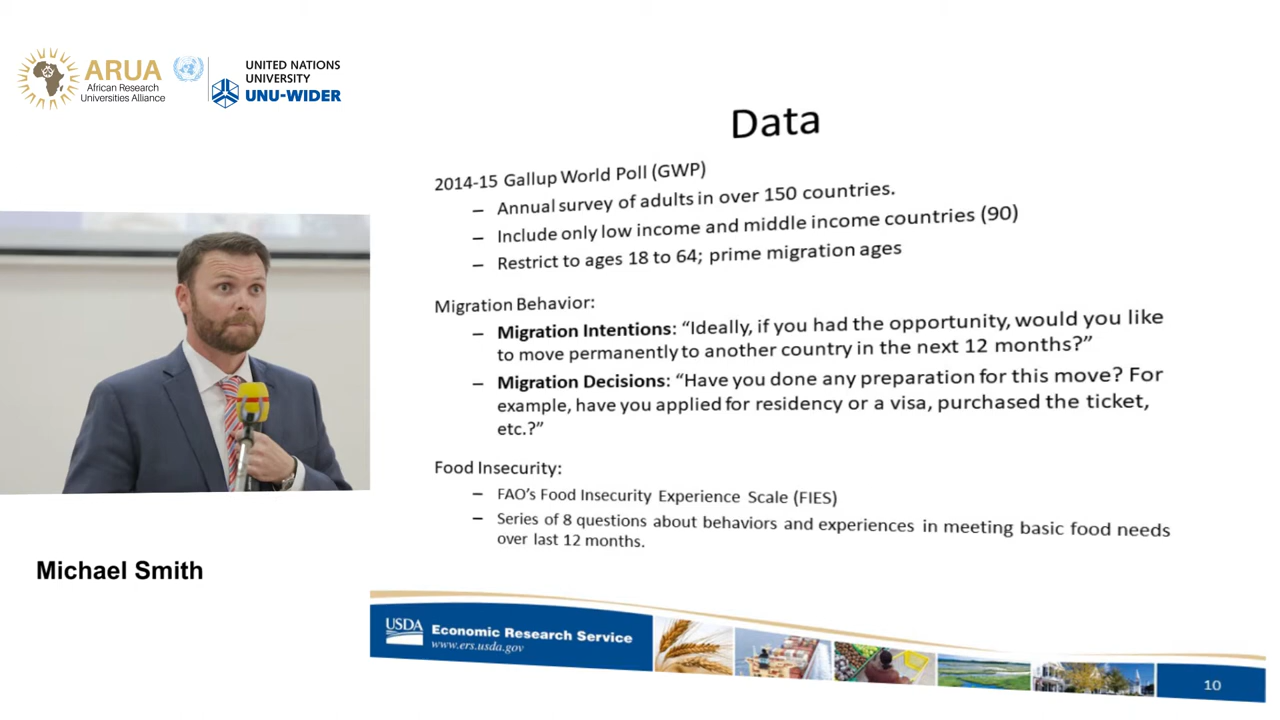 ARUA
African Research
Universities Alliance
UNITED NATIONS
UNIVERSITY
UNU-WIDER
Data
2014-15 Gallup World Poll (GWP)
– Annual survey of adults in over 150 countries.
– Include only low income and middle income countries (90)
– Restrict to ages 18 to 64; prime migration ages
Migration Behavior:
– Migration Intentions: “Ideally, if you had the opportunity, would you like
to move permanently to another country in the next 12 months?”
– Migration Decisions: “Have you done any preparation for this move? For
example, have you applied for residency or a visa, purchased the ticket,
etc.?”
Food Insecurity:
– FAO’s Food Insecurity Experience Scale (FIES)
– Series of 8 questions about behaviors and experiences in meeting basic food needs
over last 12 months.
Michael Smith
USDA
Economic Research Service
www.ers.usda.gov
10